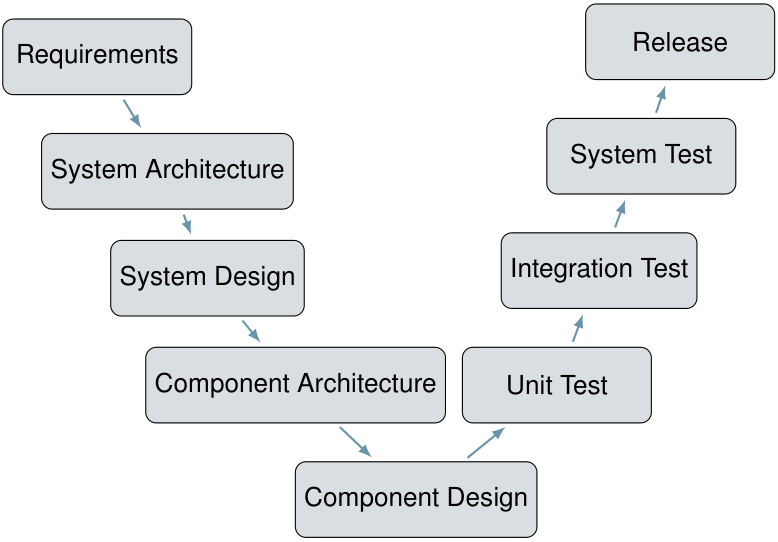 Requirements
System Architecture
System Design
Component Architecture
Component Design
Unit Test
Integration Test
System Test
Release